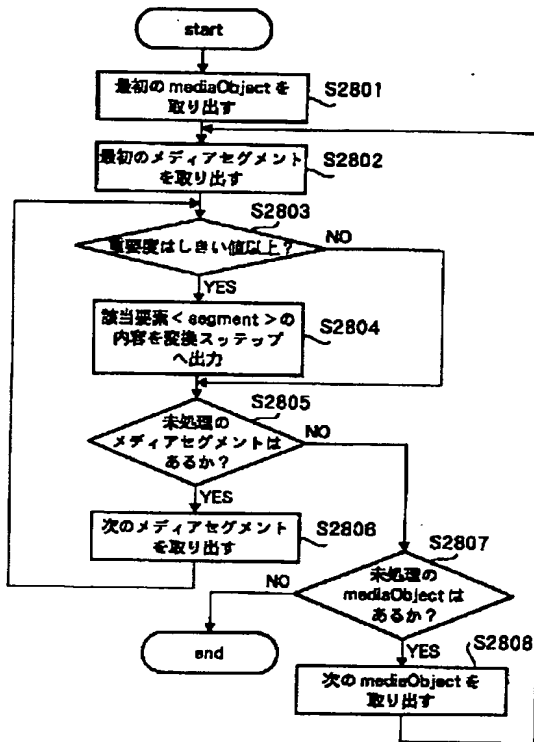 start
最初の mediaObject を
取り出す
S2801
最初のメディアセグメント
を取り出す
S2802
S2803
重要度はしきい値以上?
NO
YES
該当要素 < segment > の
内容を変換スッテップ
へ出力
S2804
S2805
未処理の
メディアセグメントは
あるか?
NO
YES
次のメディアセグメント
を取り出す
S2806
S2807
未処理の
mediaObject は
あるか?
NO
YES
end
S2808
次の mediaObject を
取り出す